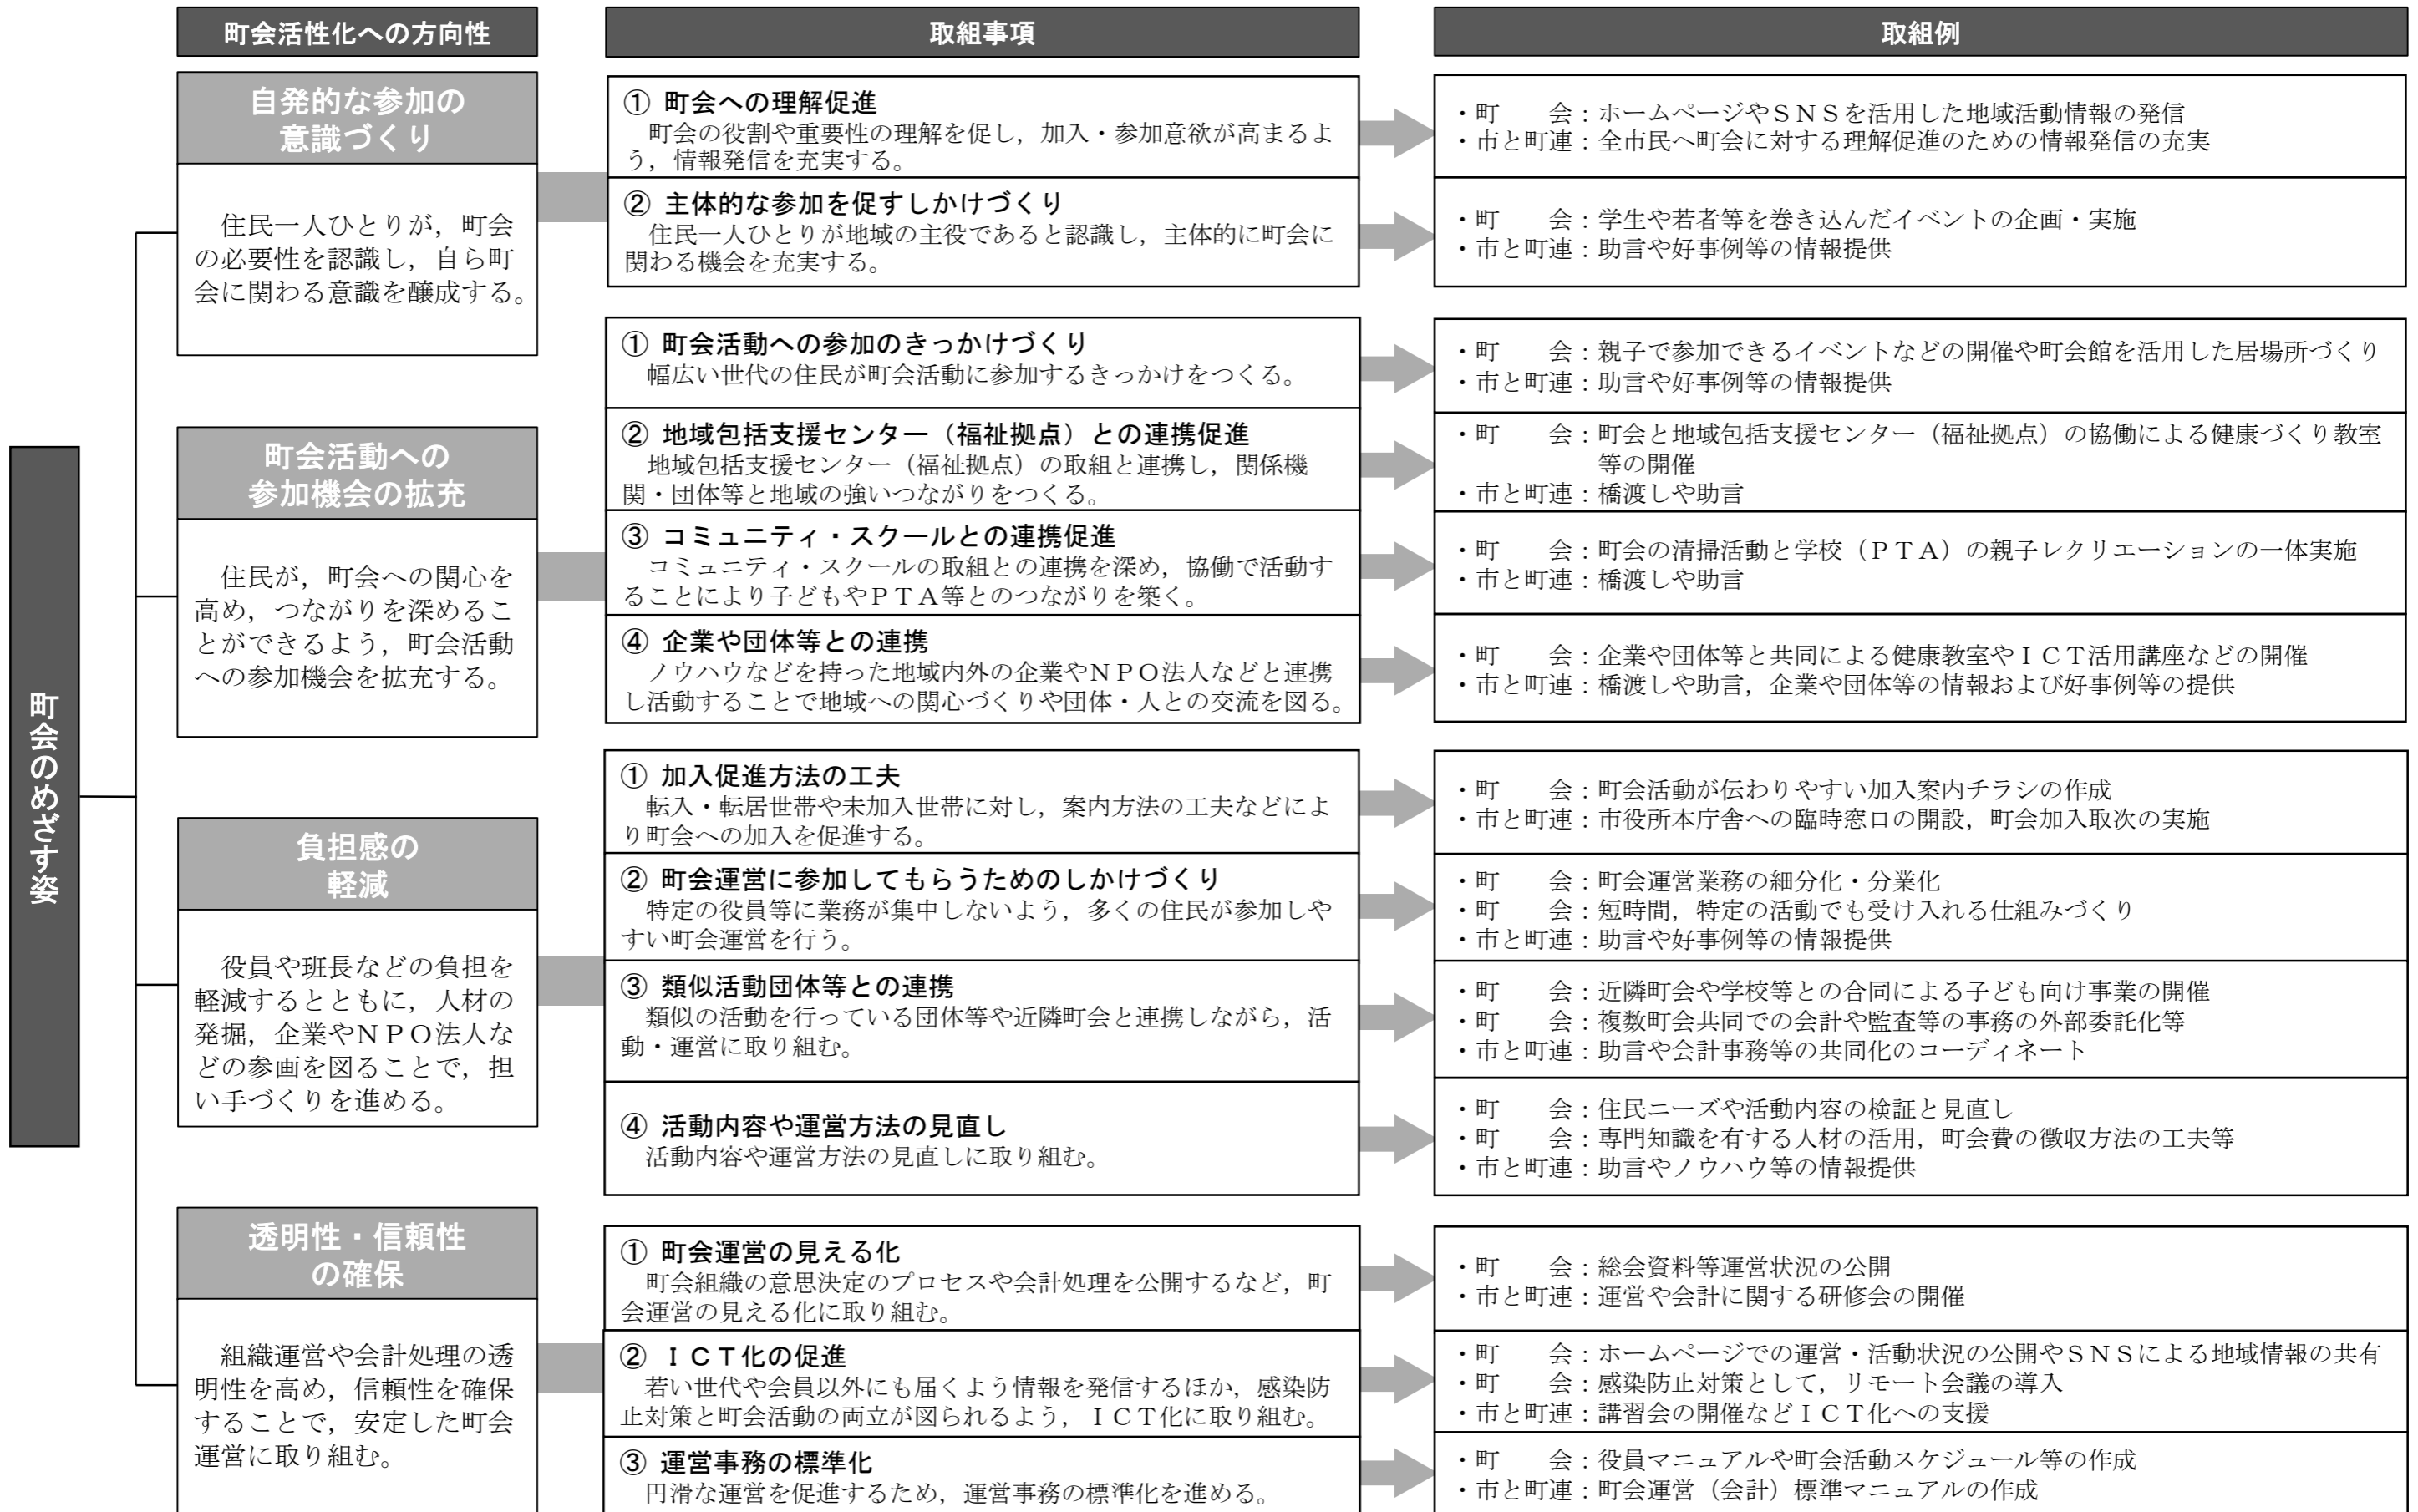 町会活性化への方向性
取組事項
取組例
町会のめざす姿
自発的な参加の
意識づくり
住民一人ひとりが，町会
の必要性を認識し，自ら町
会に関わる意識を醸成する。
① 町会への理解促進
町会の役割や重要性の理解を促し，加入・参加意欲が高まるよ
う，情報発信を充実する。
・町　　会：ホームページやＳＮＳを活用した地域活動情報の発信
・市と町連：全市民へ町会に対する理解促進のための情報発信の充実
② 主体的な参加を促すしかけづくり
住民一人ひとりが地域の主役であると認識し，主体的に町会に
関わる機会を充実する。
・町　　会：学生や若者等を巻き込んだイベントの企画・実施
・市と町連：助言や好事例等の情報提供
町会活動への
参加機会の拡充
住民が，町会への関心を
高め，つながりを深めるこ
とができるよう，町会活動
への参加機会を拡充する。
① 町会活動への参加のきっかけづくり
幅広い世代の住民が町会活動に参加するきっかけをつくる。
・町　　会：親子で参加できるイベントなどの開催や町会館を活用した居場所づくり
・市と町連：助言や好事例等の情報提供
② 地域包括支援センター（福祉拠点）との連携促進
地域包括支援センター（福祉拠点）の取組と連携し，関係機
関・団体等と地域の強いつながりをつくる。
・町　　会：町会と地域包括支援センター（福祉拠点）の協働による健康づくり教室
等の開催
・市と町連：橋渡しや助言
③ コミュニティ・スクールとの連携促進
コミュニティ・スクールの取組との連携を深め，協働で活動す
ることにより子どもやＰＴＡ等とのつながりを築く。
・町　　会：町会の清掃活動と学校（ＰＴＡ）の親子レクリエーションの一体実施
・市と町連：橋渡しや助言
④ 企業や団体等との連携
ノウハウなどを持った地域内外の企業やＮＰＯ法人などと連携
し活動することで地域への関心づくりや団体・人との交流を図る。
・町　　会：企業や団体等と共同による健康教室やＩＣＴ活用講座などの開催
・市と町連：橋渡しや助言，企業や団体等の情報および好事例等の提供
負担感の
軽減
役員や班長などの負担を
軽減するとともに，人材の
発掘，企業やＮＰＯ法人な
どの参画を図ることで，担
い手づくりを進める。
① 加入促進方法の工夫
転入・転居世帯や未加入世帯に対し，案内方法の工夫などによ
り町会への加入を促進する。
・町　　会：町会活動が伝わりやすい加入案内チラシの作成
・市と町連：市役所本庁舎への臨時窓口の開設，町会加入取次の実施
② 町会運営に参加してもらうためのしかけづくり
特定の役員等に業務が集中しないよう，多くの住民が参加しや
すい町会運営を行う。
・町　　会：町会運営業務の細分化・分業化
・町　　会：短時間，特定の活動でも受け入れる仕組みづくり
・市と町連：助言や好事例等の情報提供
③ 類似活動団体等との連携
類似の活動を行っている団体等や近隣町会と連携しながら，活
動・運営に取り組む。
・町　　会：近隣町会や学校等との合同による子ども向け事業の開催
・町　　会：複数町会共同での会計や監査等の事務の外部委託化等
・市と町連：助言や会計事務等の共同化のコーディネート
④ 活動内容や運営方法の見直し
活動内容や運営方法の見直しに取り組む。
・町　　会：住民ニーズや活動内容の検証と見直し
・町　　会：専門知識を有する人材の活用，町会費の徴収方法の工夫等
・市と町連：助言やノウハウ等の情報提供
透明性・信頼性
の確保
組織運営や会計処理の透
明性を高め，信頼性を確保
することで，安定した町会
運営に取り組む。
① 町会運営の見える化
町会組織の意思決定のプロセスや会計処理を公開するなど，町
会運営の見える化に取り組む。
・町　　会：総会資料等運営状況の公開
・市と町連：運営や会計に関する研修会の開催
② ＩＣＴ化の促進
若い世代や会員以外にも届くよう情報を発信するほか，感染防
止対策と町会活動の両立が図られるよう，ＩＣＴ化に取り組む。
・町　　会：ホームページでの運営・活動状況の公開やＳＮＳによる地域情報の共有
・町　　会：感染防止対策として，リモート会議の導入
・市と町連：講習会の開催などＩＣＴ化への支援
③ 運営事務の標準化
円滑な運営を促進するため，運営事務の標準化を進める。
・町　　会：役員マニュアルや町会活動スケジュール等の作成
・市と町連：町会運営（会計）標準マニュアルの作成